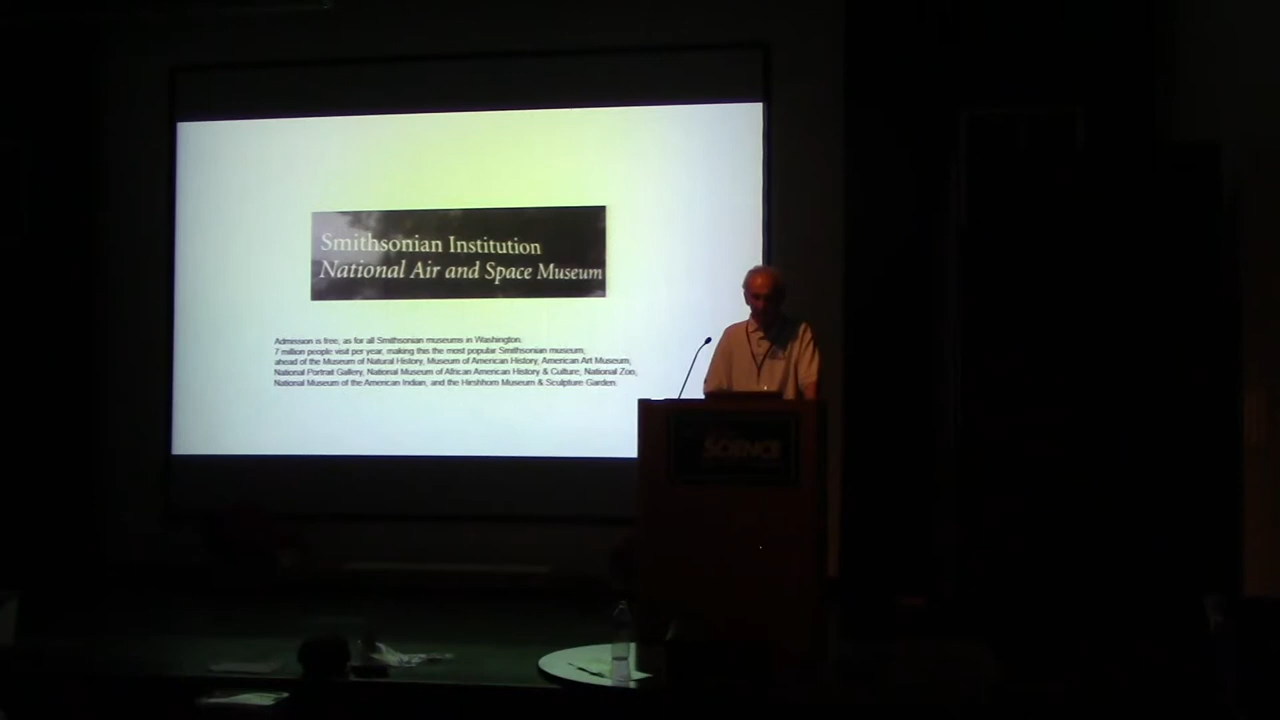 Smithsonian Institution
National Air and Space Museum
Admission is free, as for all Smithsonian museums in Washington.
7 million people visit per year, making this the most popular Smithsonian museum,
ahead of the Museum of Natural History, Museum of American History, American Art Museum,
National Portrait Gallery, National Museum of African American History & Culture, National Zoo,
National Museum of the American Indian, and the Hirshhorn Museum & Sculpture Garden.
SCIENCE